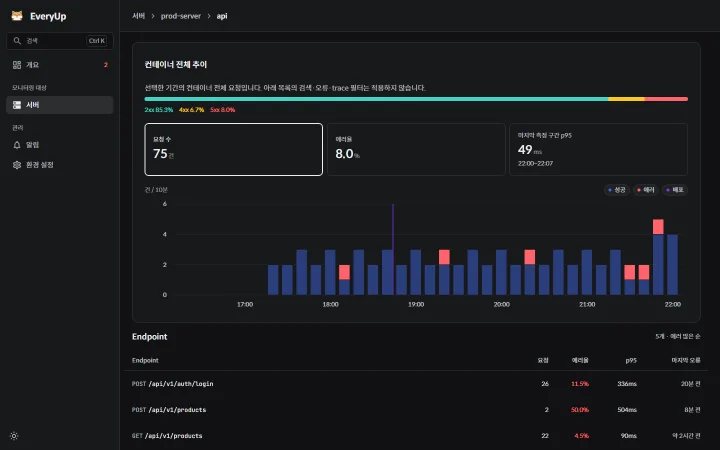 EveryUp
검색 Ctrl K
개요 2
모니터링 대상
서버
관리
알림
환경 설정
서버 > prod-server > api
컨테이너 전체 추이
선택한 기간의 컨테이너 전체 요청입니다. 아래 목록의 검색·오류·trace 필터는 적용하지 않습니다.
2xx 85.3% 4xx 6.7% 5xx 8.0%
요청 수
75건
에러율
8.0%
마지막 측정 구간 p95
49ms
22:00~22:07
건 / 10분
성공 에러 배포
6
4
2
0
17:00 18:00 19:00 20:00 21:00 22:00
Endpoint 5개 · 에러 많은 순
Endpoint 요청 에러율 p95 마지막 오류
POST /api/v1/auth/login 26 11.5% 336ms 20분 전
POST /api/v1/products 2 50.0% 504ms 8분 전
GET /api/v1/products 22 4.5% 90ms 약 2시간 전